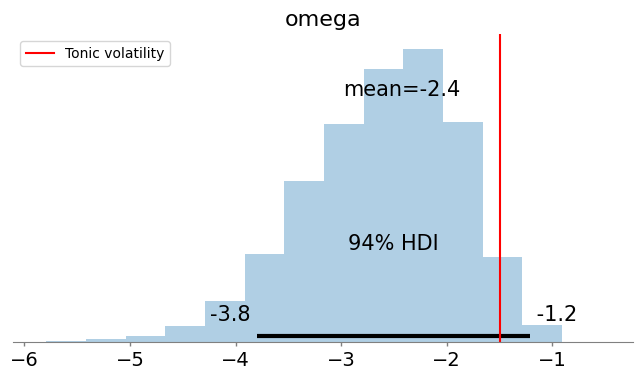 omega
Tonic volatility
mean=-2.4
94% HDI
-3.8
-1.2
−6 −5 −4 −3 −2 −1